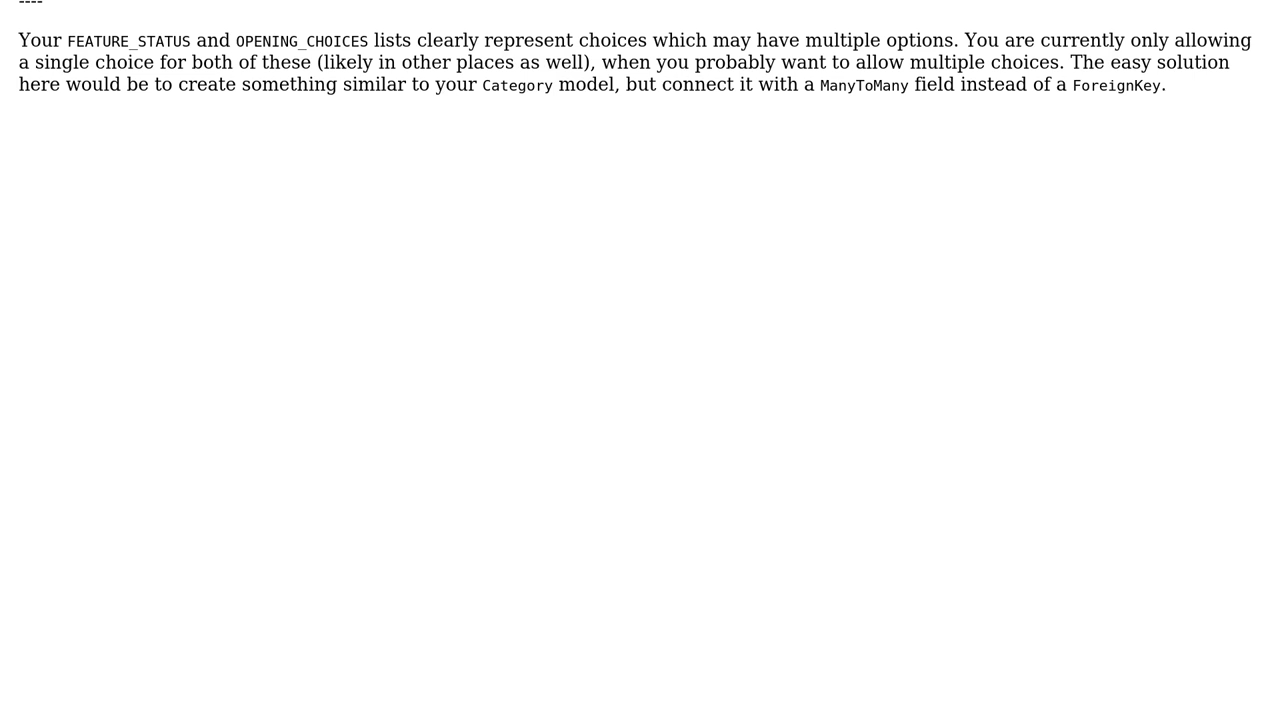 ----
Your FEATURE_STATUS and OPENING_CHOICES lists clearly represent choices which may have multiple options. You are currently only allowing
a single choice for both of these (likely in other places as well), when you probably want to allow multiple choices. The easy solution
here would be to create something similar to your Category model, but connect it with a ManyToMany field instead of a ForeignKey.